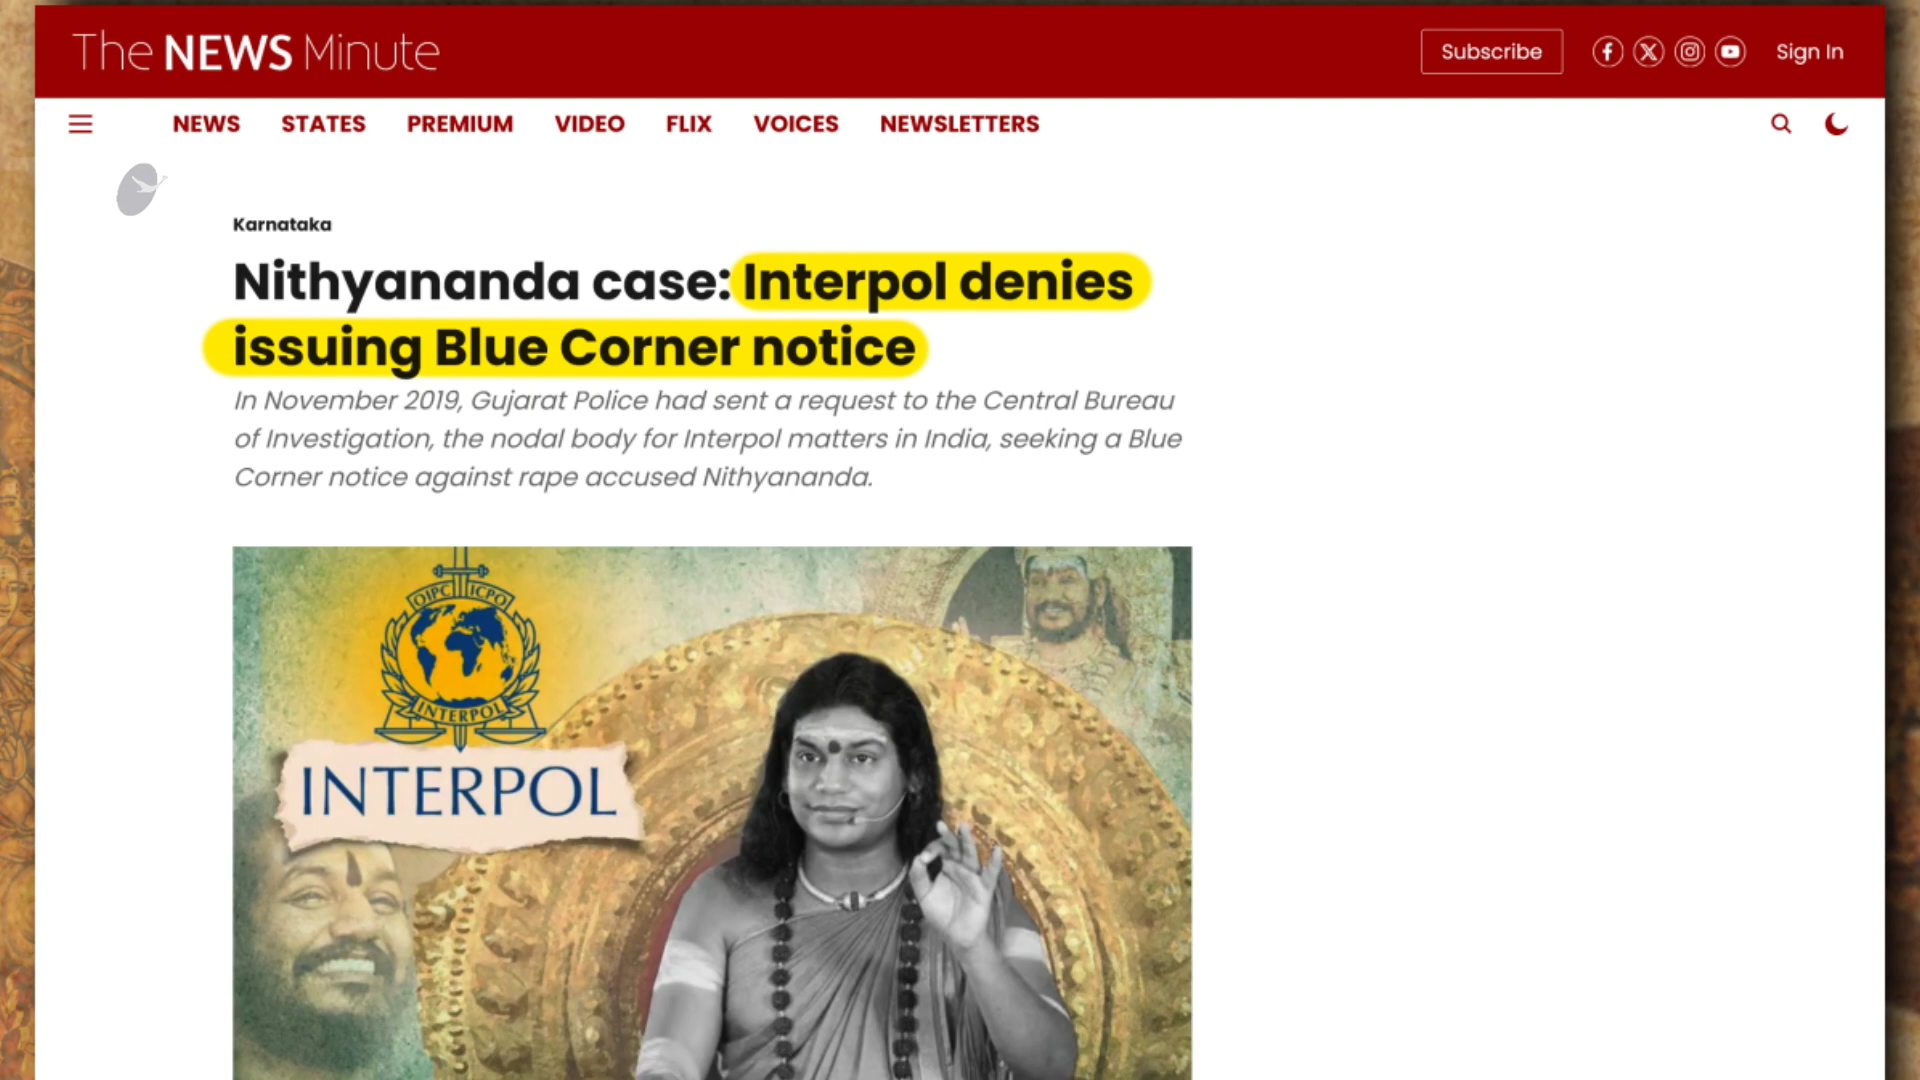 The NEWS Minute
Subscribe
Sign In
NEWS STATES PREMIUM VIDEO FLIX VOICES NEWSLETTERS
Karnataka
Nithyananda case: Interpol denies
issuing Blue Corner notice
In November 2019, Gujarat Police had sent a request to the Central Bureau
of Investigation, the nodal body for Interpol matters in India, seeking a Blue
Corner notice against rape accused Nithyananda.
OIPC ICPO
INTERPOL
INTERPOL